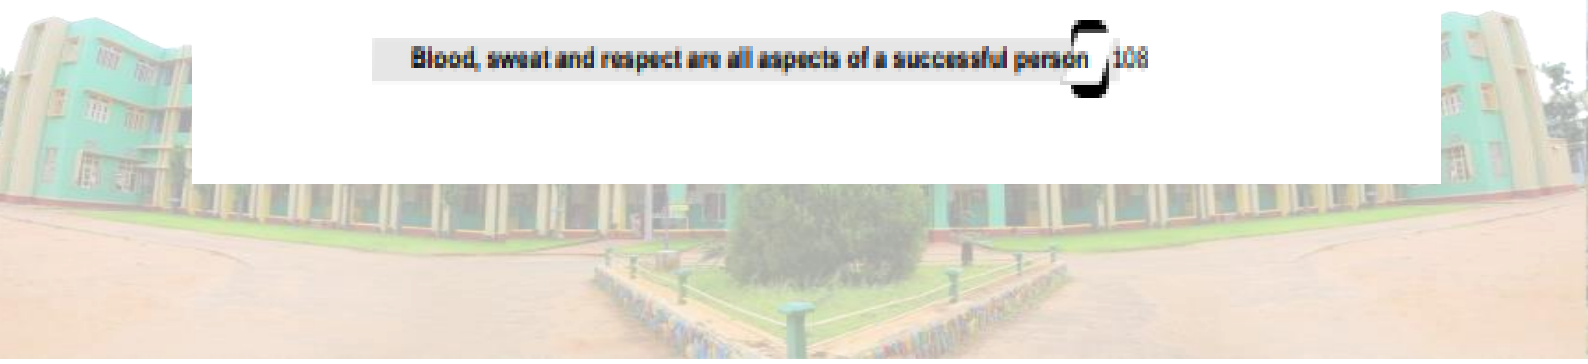 Blood, sweat and respect are all aspects of a successful person 108